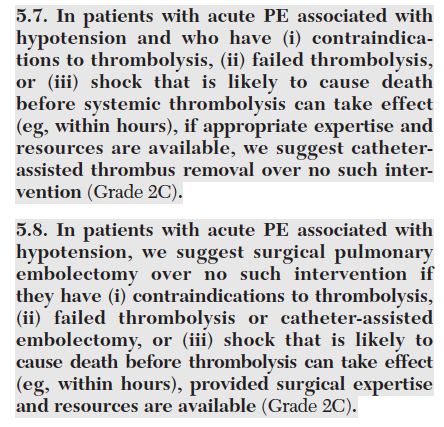 5.7. In patients with acute PE associated with
hypotension and who have (i) contraindica-
tions to thrombolysis, (ii) failed thrombolysis,
or (iii) shock that is likely to cause death
before systemic thrombolysis can take effect
(eg, within hours), if appropriate expertise and
resources are available, we suggest catheter-
assisted thrombus removal over no such inter-
vention (Grade 2C).
5.8. In patients with acute PE associated with
hypotension, we suggest surgical pulmonary
embolectomy over no such intervention if
they have (i) contraindications to thrombolysis,
(ii) failed thrombolysis or catheter-assisted
embolectomy, or (iii) shock that is likely to
cause death before thrombolysis can take effect
(eg, within hours), provided surgical expertise
and resources are available (Grade 2C).